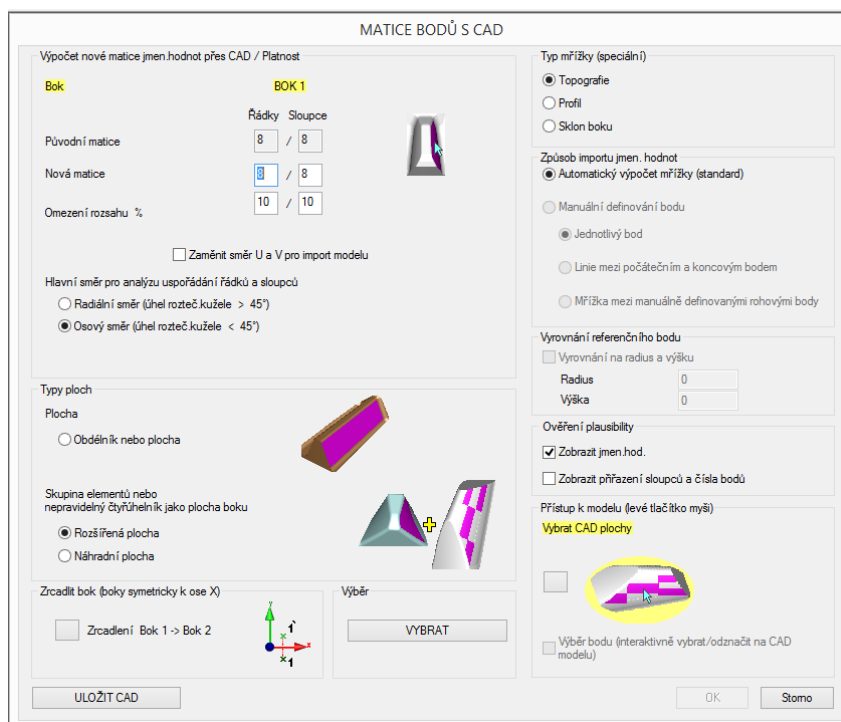 MATICE BODŮ S CAD
Výpočet nové matice jmen.hodnot přes CAD / Platnost
Bok BOK 1
Řádky Sloupce
Původní matice 8 / 8
Nová matice 8 / 8
Omezení rozsahu % 10 / 10
Zaměnit směr U a V pro import modelu
Hlavní směr pro analýzu uspořádání řádků a sloupců
Radiální směr (úhel rozteč.kužele > 45°)
Osový směr (úhel rozteč.kužele < 45°)
Typy ploch
Plocha
Obdélník nebo plocha
Skupina elementů nebo
nepravidelný čtyřúhelník jako plocha boku
Rozšířená plocha
Náhradní plocha
Zrcadlit bok (boky symetricky k ose X)
Zrcadlení Bok 1 -> Bok 2
y
1`
x
1
Výběr
VYBRAT
ULOŽIT CAD
Typ mřížky (speciální)
Topografie
Profil
Sklon boku
Způsob importu jmen. hodnot
Automatický výpočet mřížky (standard)
Manuální definování bodu
Jednotlivý bod
Linie mezi počátečním a koncovým bodem
Mřížka mezi manuálně definovanými rohovými body
Vyrovnání referenčního bodu
Vyrovnání na radius a výšku
Radius 0
Výška 0
Ověření plausibility
Zobrazit jmen.hod.
Zobrazit přiřazení sloupců a čísla bodů
Přístup k modelu (levé tlačítko myši)
Vybrat CAD plochy
Výběr bodu (interaktivně vybrat/odznačit na CAD
modelu)
OK Storno